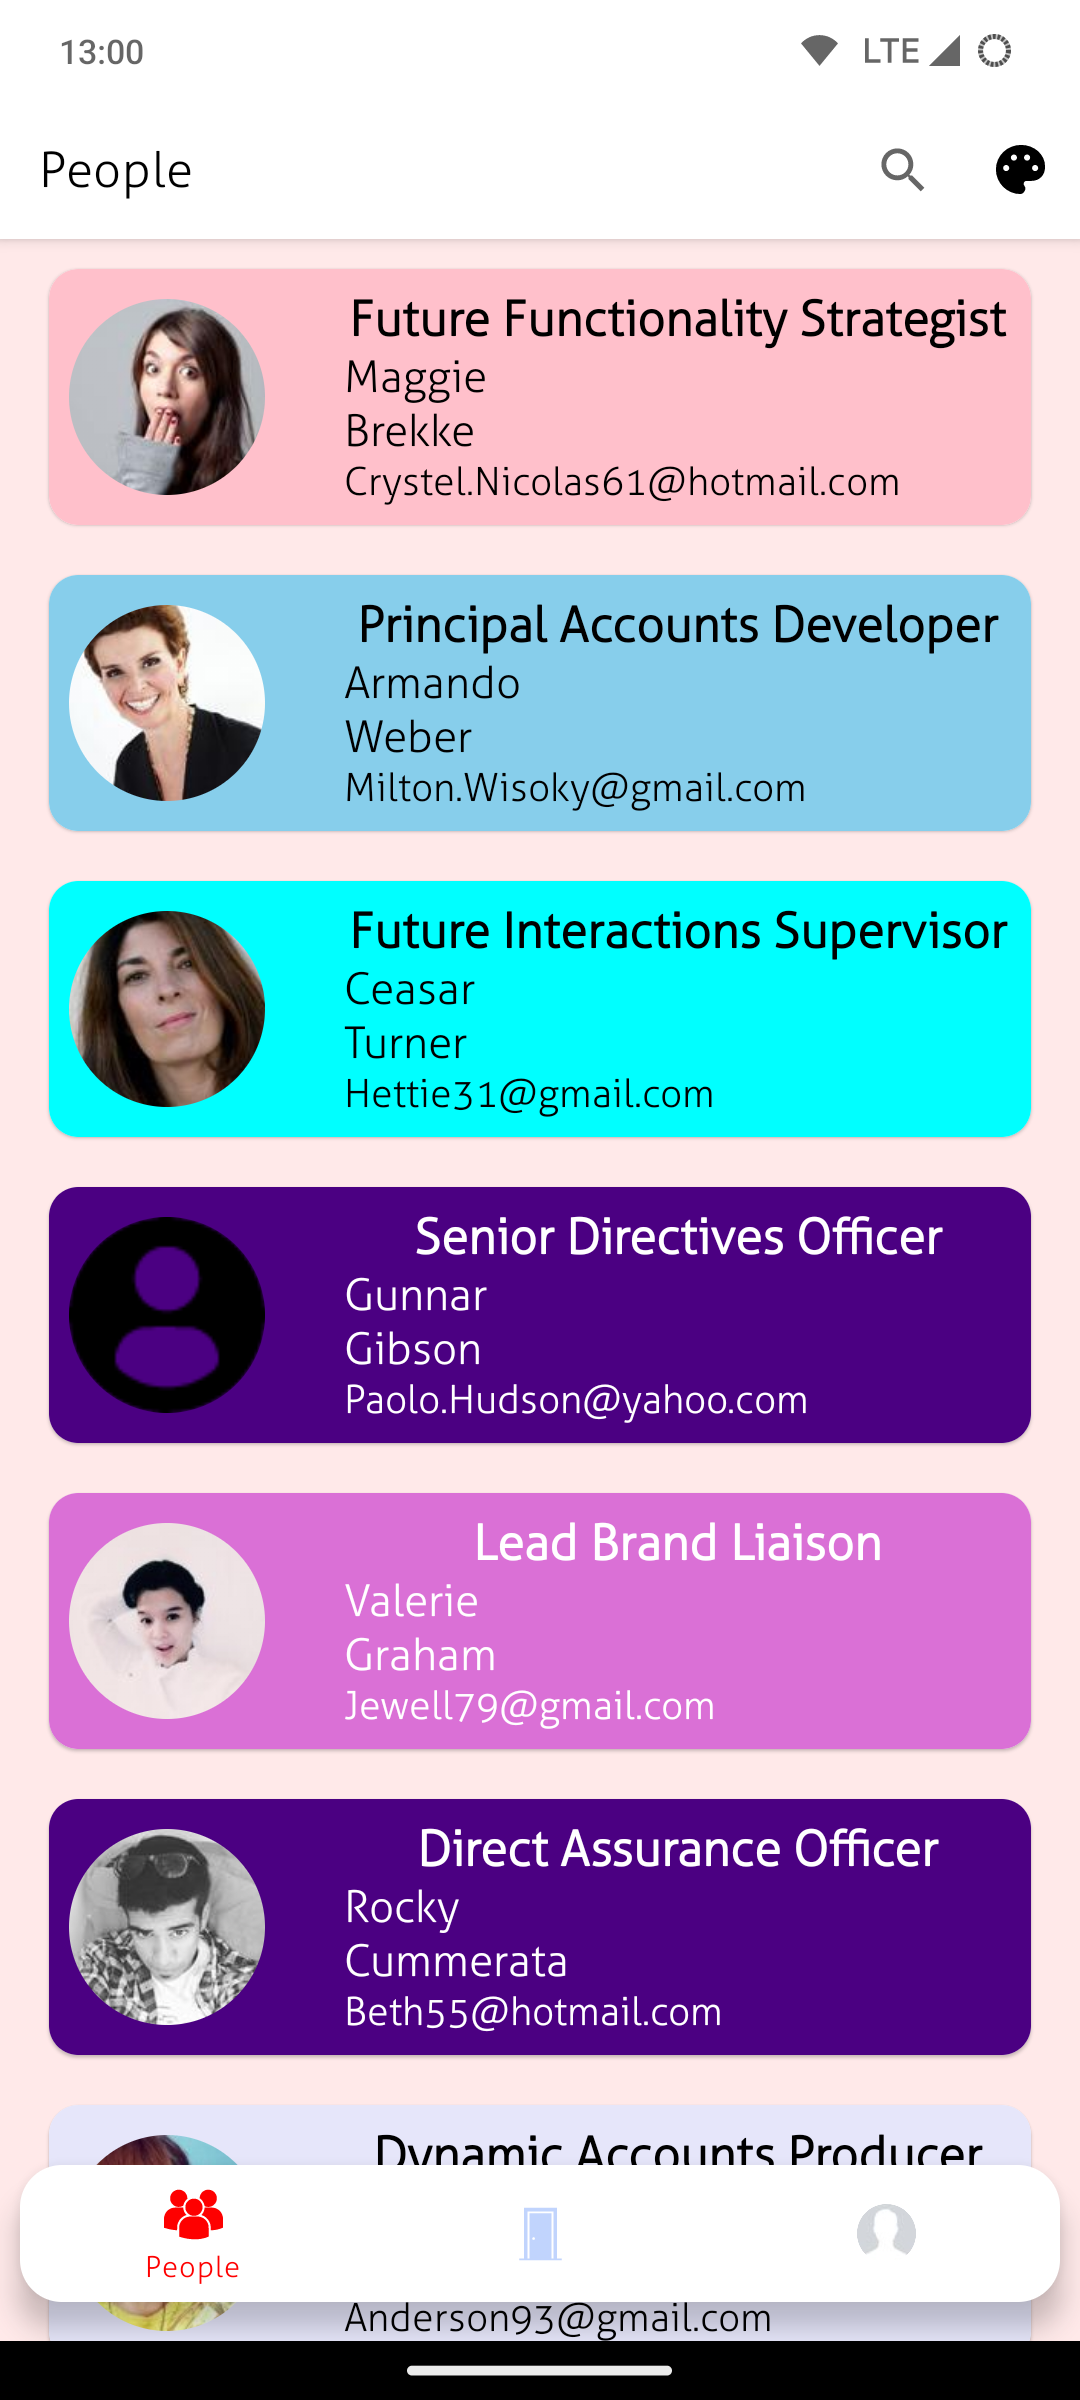 13:00
LTE
People
Future Functionality Strategist
Maggie
Brekke
Crystel.Nicolas61@hotmail.com
Principal Accounts Developer
Armando
Weber
Milton.Wisoky@gmail.com
Future Interactions Supervisor
Ceasar
Turner
Hettie31@gmail.com
Senior Directives Officer
Gunnar
Gibson
Paolo.Hudson@yahoo.com
Lead Brand Liaison
Valerie
Graham
Jewell79@gmail.com
Direct Assurance Officer
Rocky
Cummerata
Beth55@hotmail.com
Dynamic Accounts Producer
People
Anderson93@gmail.com